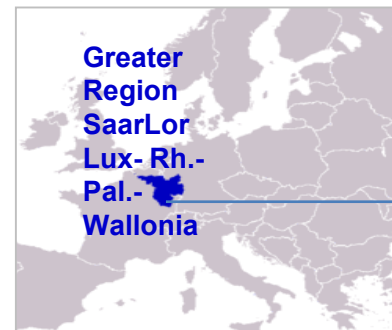 Greater
Region
SaarLor
Lux- Rh.-
Pal.-
Wallonia